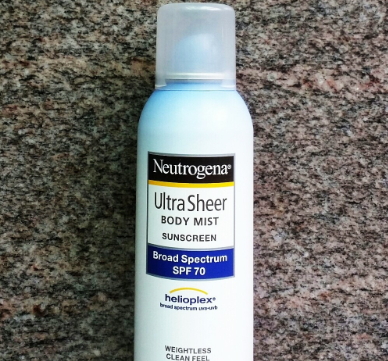 Neutrogena®
Ultra Sheer
BODY MIST
SUNSCREEN
Broad Spectrum
SPF 70
helioplex®
broad spectrum uva•uvb
WEIGHTLESS
CLEAN FEEL